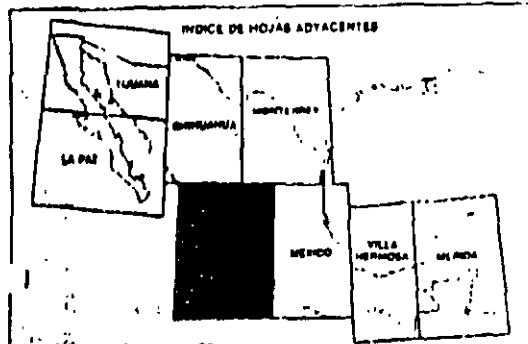 INDICE DE HOJAS ADYACENTES
TIJUANA
CHIHUAHUA
MONTERREY
LA PAZ
MEXICO
VILLA
HERMOSA
MERIDA